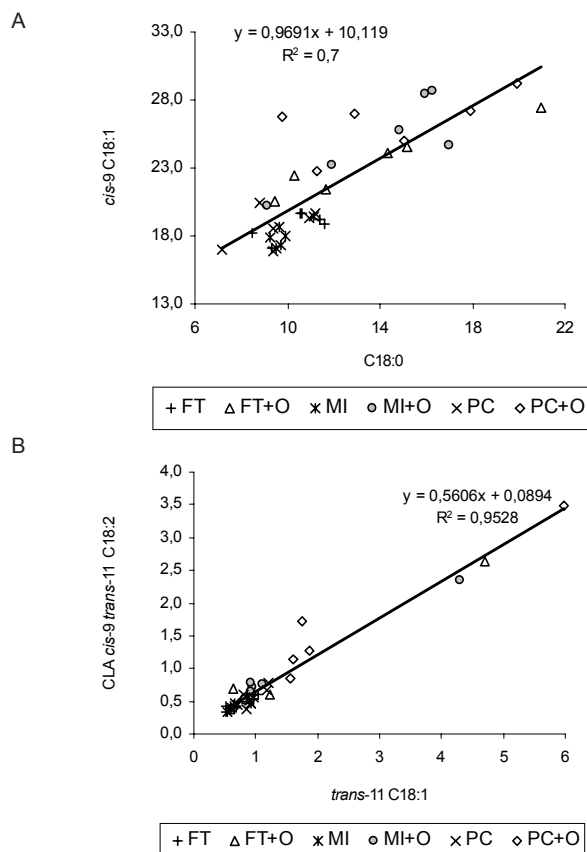 A
y = 0,9691x + 10,119
R² = 0,7
cis-9 C18:1
33,0
28,0
23,0
18,0
13,0
6 10 14 18 22
C18:0
FT FT+O MI MI+O PC PC+O
B
y = 0,5606x + 0,0894
R² = 0,9528
CLA cis-9 trans-11 C18:2
4,0
3,5
3,0
2,5
2,0
1,5
1,0
0,5
0,0
0 1 2 3 4 5 6
trans-11 C18:1
FT FT+O MI MI+O PC PC+O